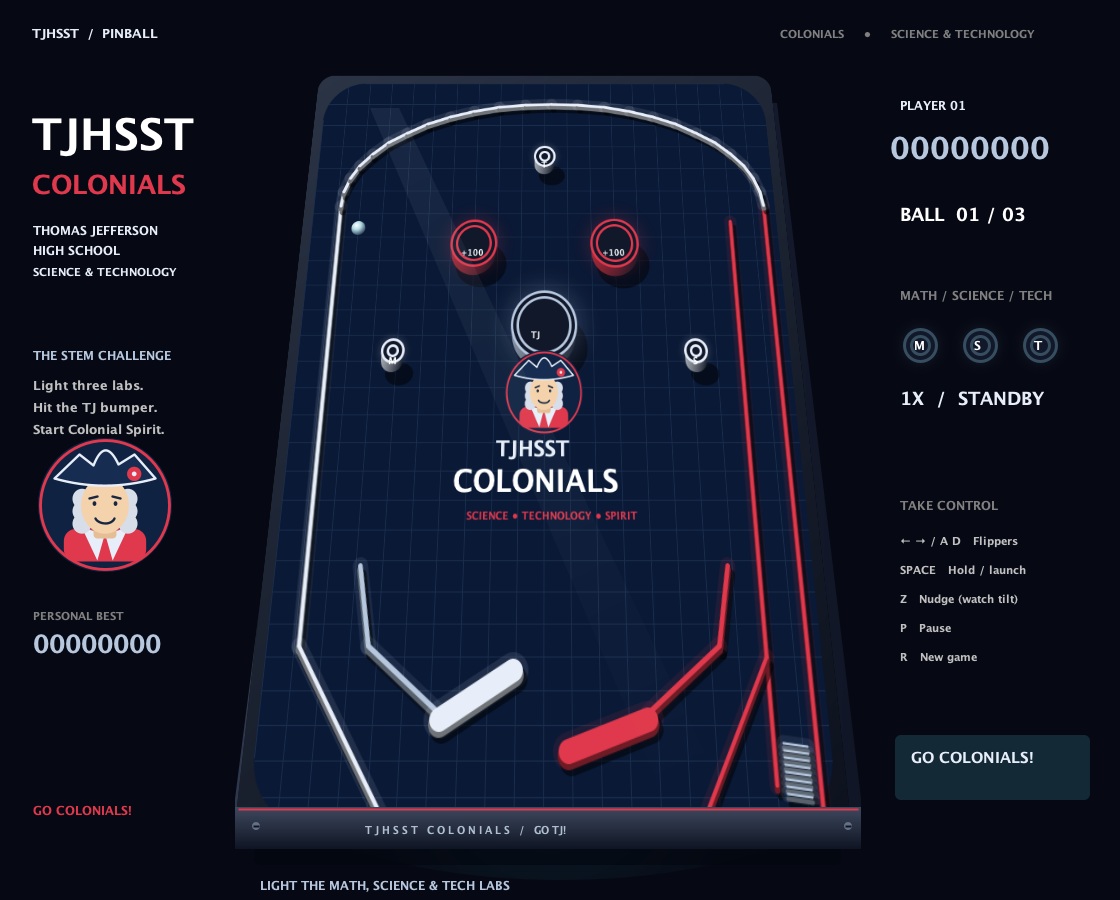 TJHSST / PINBALL
COLONIALS ● SCIENCE & TECHNOLOGY
TJHSST
COLONIALS
THOMAS JEFFERSON
HIGH SCHOOL
SCIENCE & TECHNOLOGY
THE STEM CHALLENGE
Light three labs.
Hit the TJ bumper.
Start Colonial Spirit.
PERSONAL BEST
00000000
GO COLONIALS!
+100
+100
TJ
M
TJHSST
COLONIALS
SCIENCE ● TECHNOLOGY ● SPIRIT
TJHSST COLONIALS / GO TJ!
LIGHT THE MATH, SCIENCE & TECH LABS
PLAYER 01
00000000
BALL 01 / 03
MATH / SCIENCE / TECH
M S T
1X / STANDBY
TAKE CONTROL
← → / A D Flippers
SPACE Hold / launch
Z Nudge (watch tilt)
P Pause
R New game
GO COLONIALS!